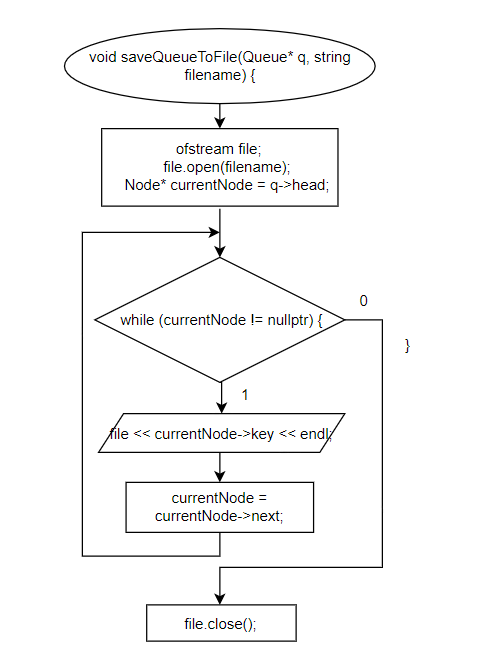 void saveQueueToFile(Queue* q, string
filename) {
ofstream file;
file.open(filename);
Node* currentNode = q->head;
while (currentNode != nullptr) {
0
}
1
file << currentNode->key << endl;
currentNode =
currentNode->next;
file.close();